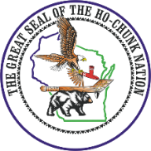 THE GREAT SEAL OF THE HO-CHUNK NATION